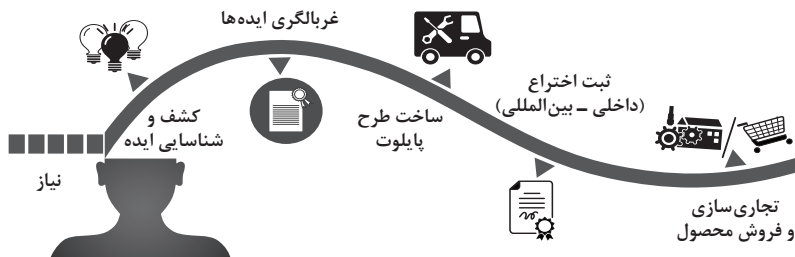 نیاز
کشف و
شناسایی ایده
غربالگری ایده‌ها
ساخت طرح
پایلوت
ثبت اختراع
(داخلی ـ بین‌المللی)
تجاری‌سازی
و فروش محصول